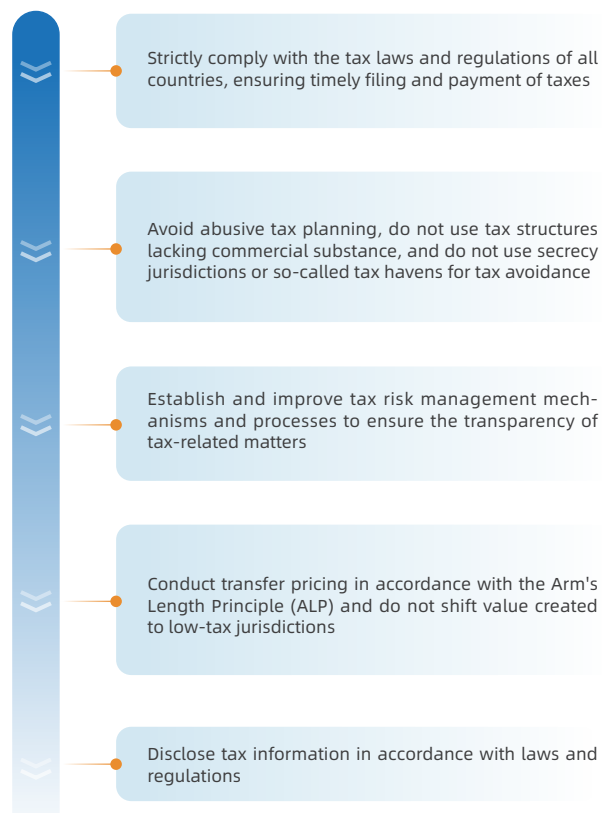 Strictly comply with the tax laws and regulations of all
countries, ensuring timely filing and payment of taxes
Avoid abusive tax planning, do not use tax structures
lacking commercial substance, and do not use secrecy
jurisdictions or so-called tax havens for tax avoidance
Establish and improve tax risk management mech-
anisms and processes to ensure the transparency of
tax-related matters
Conduct transfer pricing in accordance with the Arm's
Length Principle (ALP) and do not shift value created
to low-tax jurisdictions
Disclose tax information in accordance with laws and
regulations